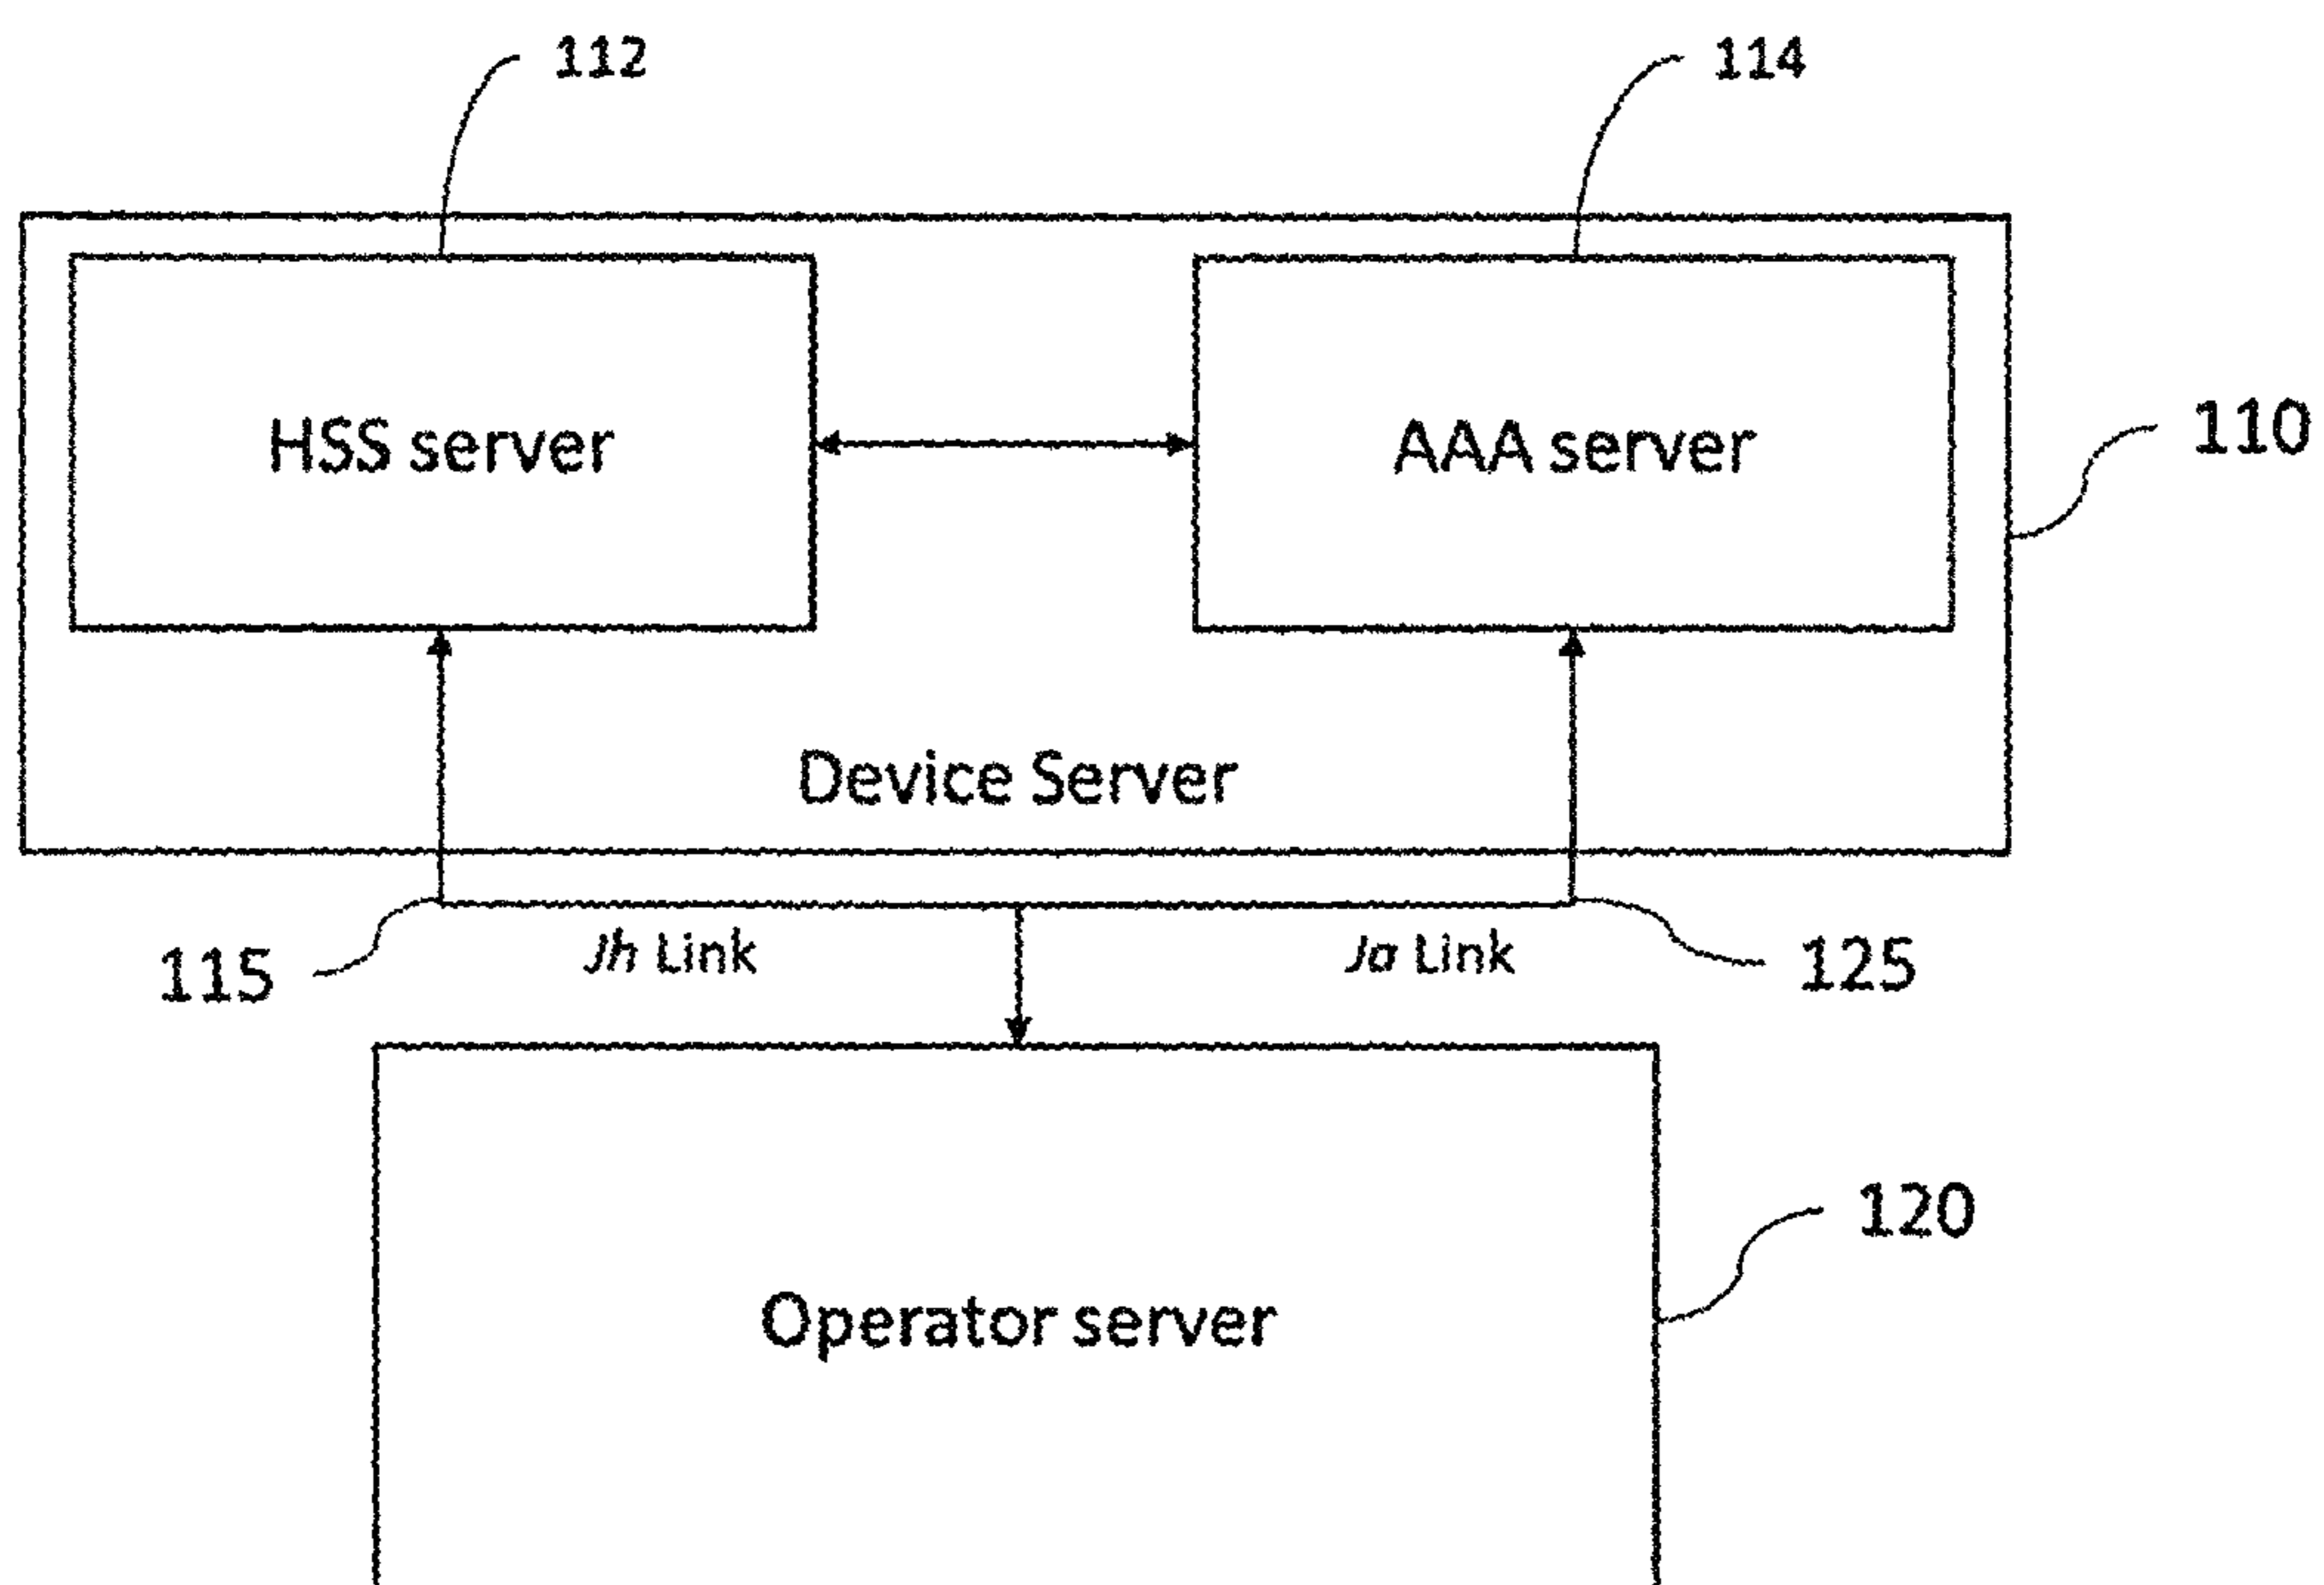 112
114
HSS server
AAA server
110
Device Server
Jh Link
Ja Link
115
125
120
Operator server